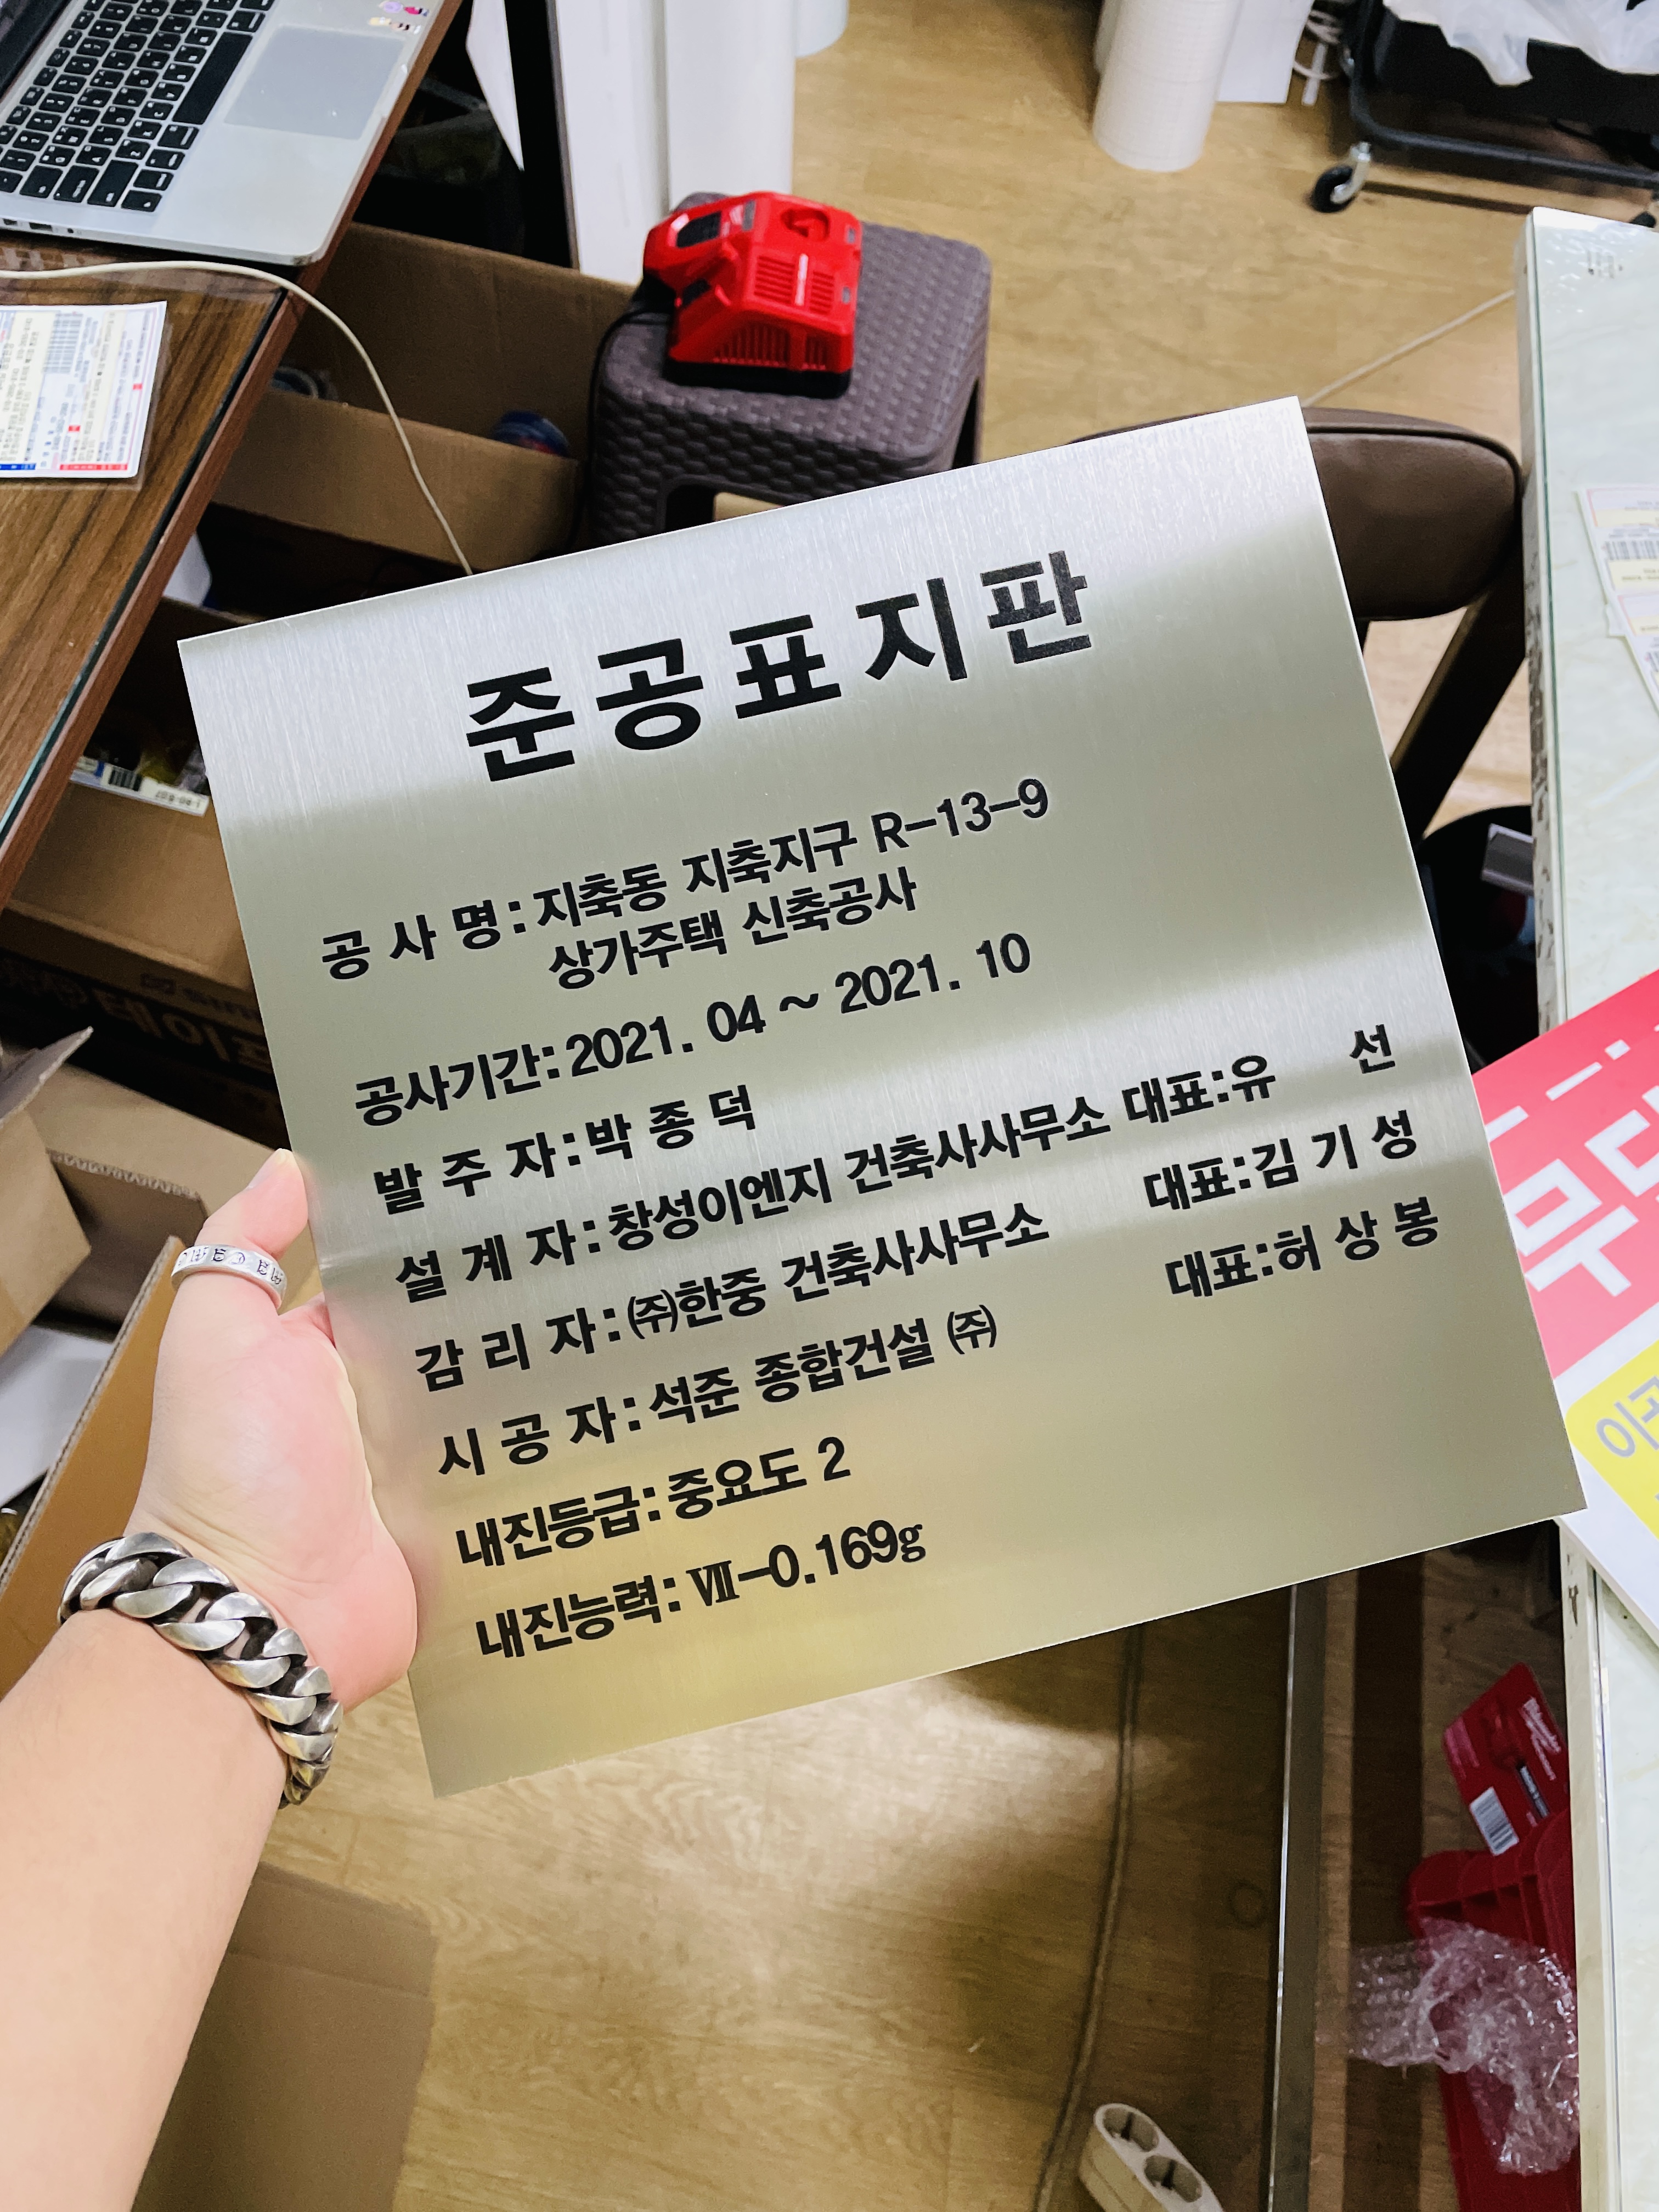 준공표지판
공 사 명 : 지축동 지축지구 R-13-9
상가주택 신축공사
공사기간 : 2021. 04 ~ 2021. 10
발 주 자 : 박 종 덕
설 계 자 : 창성이엔지 건축사사무소 대표:유 선
감 리 자 : ㈜한중 건축사사무소 대표:김 기 성
시 공 자 : 석준 종합건설 ㈜ 대표:허 상 봉
내진등급 : 중요도 2
내진능력 : Ⅶ-0.169g
테이프